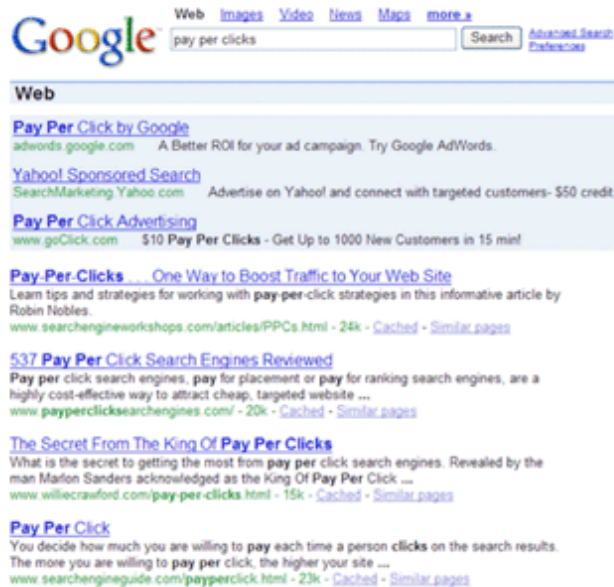 Web Images Video News Maps more »
Google
pay per clicks Search Advanced Search
Preferences
Web
Pay Per Click by Google
adwords.google.com A Better ROI for your ad campaign. Try Google AdWords.
Yahoo! Sponsored Search
SearchMarketing.Yahoo.com Advertise on Yahoo! and connect with targeted customers- $50 credit
Pay Per Click Advertising
www.goClick.com $10 Pay Per Clicks - Get Up to 1000 New Customers in 15 min!
Pay-Per-Clicks . . . One Way to Boost Traffic to Your Web Site
Learn tips and strategies for working with pay-per-click strategies in this informative article by
Robin Nobles.
www.searchengineworkshops.com/articles/PPCs.html - 24k - Cached - Similar pages
537 Pay Per Click Search Engines Reviewed
Pay per click search engines, pay for placement or pay for ranking search engines, are a
highly cost-effective way to attract cheap, targeted website ...
www.payperclicksearchengines.com/ - 20k - Cached - Similar pages
The Secret From The King Of Pay Per Clicks
What is the secret to getting the most from pay per click search engines. Revealed by the
man Marlon Sanders acknowledged as the King Of Pay Per Click ...
www.williecrawford.com/pay-per-clicks.html - 15k - Cached - Similar pages
Pay Per Click
You decide how much you are willing to pay each time a person clicks on the search results.
The more you are willing to pay per click, the higher your site ...
www.searchengineguide.com/payperclick.html - 23k - Cached - Similar pages